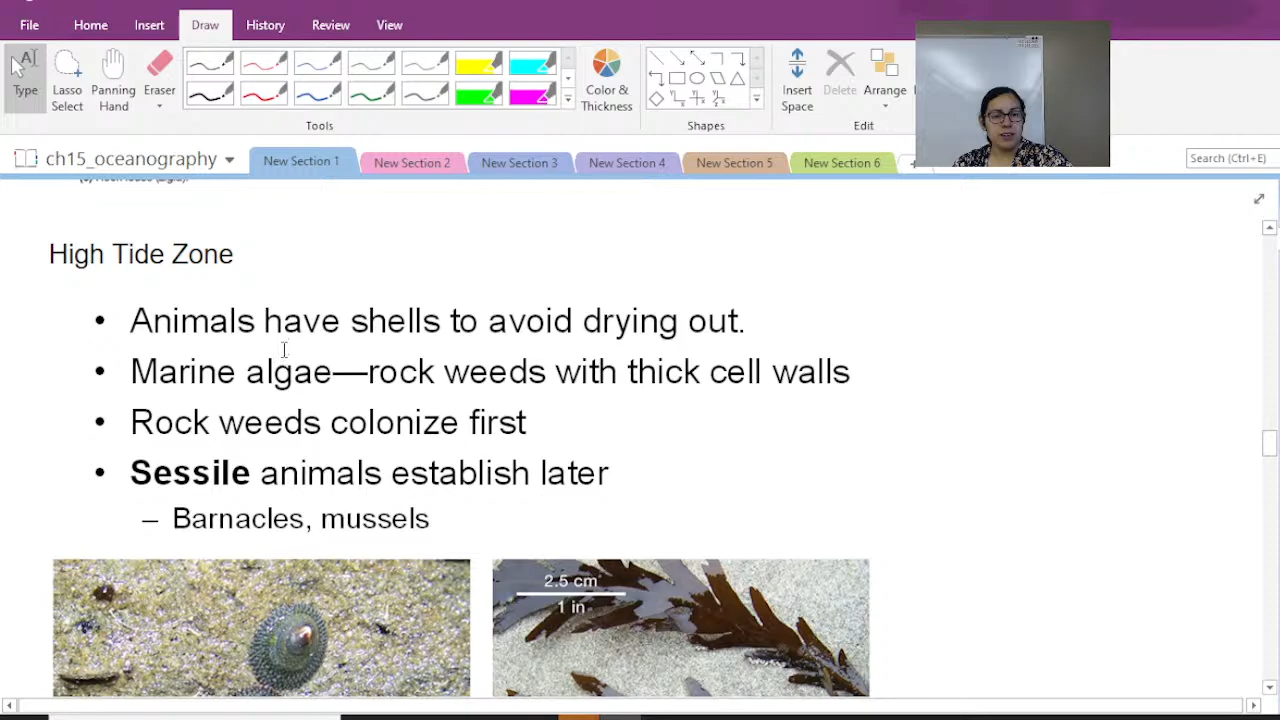 File Home Insert Draw History Review View
Type
Lasso Select
Panning Hand
Eraser
Color & Thickness
Insert Space
Delete
Arrange
Tools Shapes Edit
ch15_oceanography New Section 1 New Section 2 New Section 3 New Section 4 New Section 5 New Section 6 Search (Ctrl+E)
High Tide Zone
• Animals have shells to avoid drying out.
• Marine algae—rock weeds with thick cell walls
• Rock weeds colonize first
• Sessile animals establish later
– Barnacles, mussels
2.5 cm
1 in